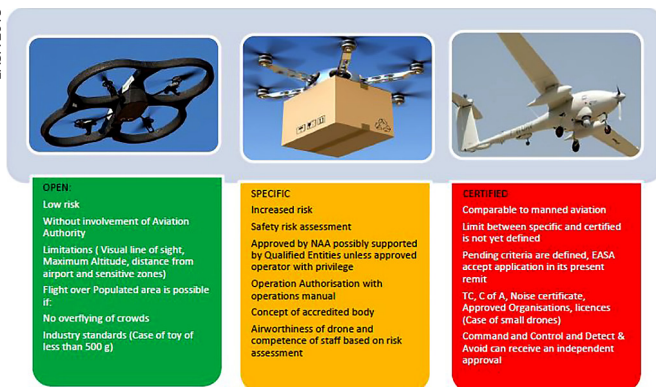 OPEN:
Low risk
Without involvement of Aviation
Authority
Limitations ( Visual line of sight,
Maximum Altitude, distance from
airport and sensitive zones)
Flight over Populated area is possible
if:
No overflying of crowds
Industry standards (Case of toy of
less than 500 g)
SPECIFIC
Increased risk
Safety risk assessment
Approved by NAA possibly supported
by Qualified Entities unless approved
operator with privilege
Operation Authorisation with
operations manual
Concept of accredited body
Airworthiness of drone and
competence of staff based on risk
assessment
CERTIFIED
Comparable to manned aviation
Limit between specific and certified
is not yet defined
Pending criteria are defined, EASA
accept application in its present
remit
TC, C of A, Noise certificate,
Approved Organisations, licences
(Case of small drones)
Command and Control and Detect &
Avoid can receive an independent
approval